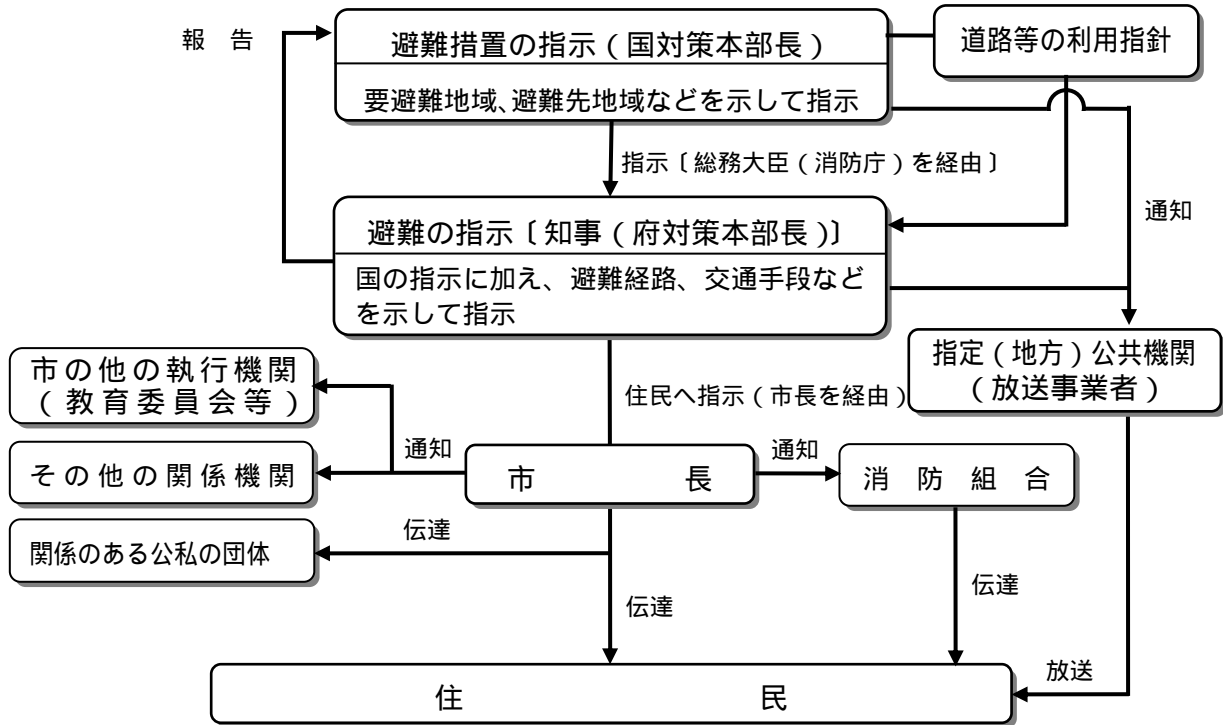 報 告
避難措置の指示（国対策本部長）
道路等の利用指針
要避難地域、避難先地域などを示して指示
指示〔総務大臣（消防庁）を経由〕
通知
避難の指示〔知事（府対策本部長）〕
国の指示に加え、避難経路、交通手段など
を示して指示
市の他の執行機関
（教育委員会等）
住民へ指示（市長を経由）
指定（地方）公共機関
（放送事業者）
通知
通知
その他の関係機関
市 長
消 防 組 合
関係のある公私の団体
伝達
伝達
伝達
放送
住 民